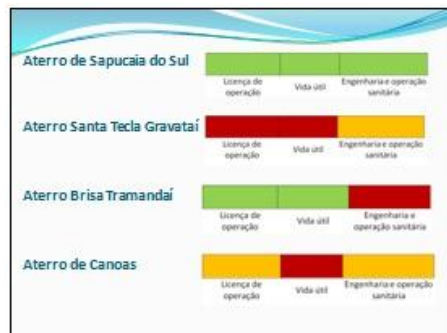 Aterro de Sapucaia do Sul
Licença de operação
Vida útil
Engenharia e operação sanitária
Aterro Santa Tecla Gravataí
Licença de operação
Vida útil
Engenharia e operação sanitária
Aterro Brisa Tramandaí
Licença de operação
Vida útil
Engenharia e operação sanitária
Aterro de Canoas
Licença de operação
Vida útil
Engenharia e operação sanitária